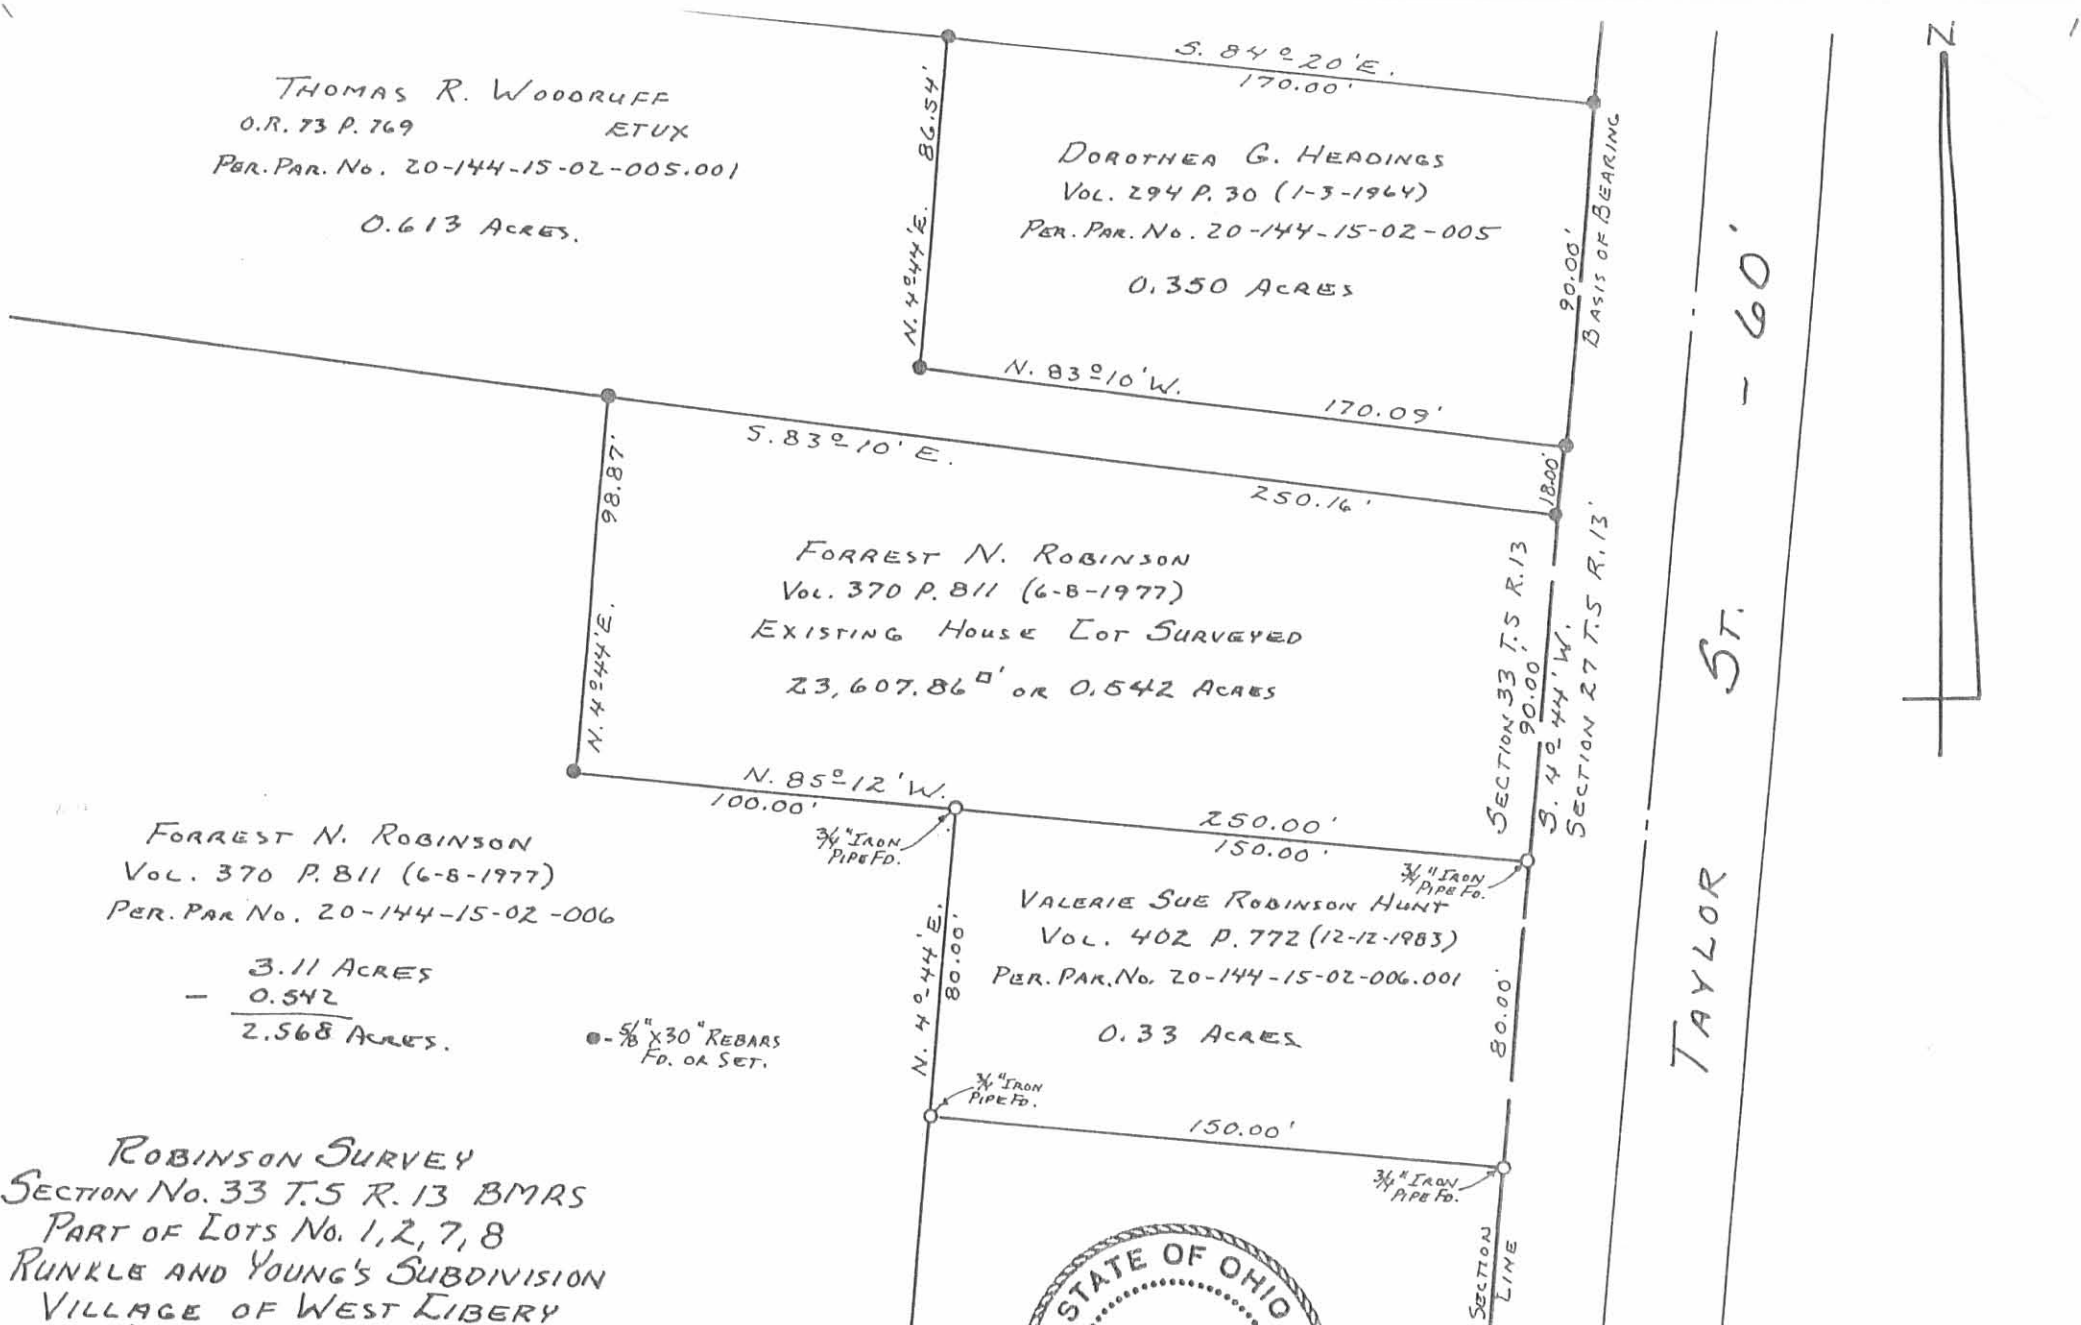 THOMAS R. WOODRUFF
O.R. 73 P. 769 ETUX
PER. PAR. NO. 20-144-15-02-005.001
0.613 ACRES.
N. 4°44'E. 86.54'
S. 84°20'E.
170.00'
DOROTHEA G. HEADINGS
VOL. 294 P. 30 (1-3-1964)
PER. PAR. NO. 20-144-15-02-005
0.350 ACRES
90.00'
BASIS OF BEARING
N. 83°10'W.
170.09'
18.00'
N
TAYLOR ST. - 60'
S. 83°10'E.
250.16'
N. 4°44'E. 98.87'
FORREST N. ROBINSON
VOL. 370 P. 811 (6-8-1977)
EXISTING HOUSE LOT SURVEYED
23,607.86□' OR 0.542 ACRES
SECTION 33 T.5 R.13
90.00'
S. 4°44'W.
SECTION 27 T.5 R.13'
N. 85°12'W.
100.00'
250.00'
150.00'
3/4" IRON
PIPE FD.
3/4" IRON
PIPE FD.
FORREST N. ROBINSON
VOL. 370 P. 811 (6-8-1977)
PER. PAR NO. 20-144-15-02-006
3.11 ACRES
- 0.542
2.568 ACRES.
●-5/8"X30" REBARS
FD. OR SET.
N. 4°-44'E.
80.00'
VALERIE SUE ROBINSON HUNT
VOL. 402 P. 772 (12-12-1983)
PER. PAR. NO. 20-144-15-02-006.001
0.33 ACRES
80.00'
3/4" IRON
PIPE FD.
150.00'
3/4" IRON
PIPE FD.
SECTION
LINE
ROBINSON SURVEY
SECTION NO. 33 T.5 R.13 BMRS
PART OF LOTS NO. 1, 2, 7, 8
RUNKLE AND YOUNG'S SUBDIVISION
VILLAGE OF WEST LIBERY
STATE OF OHIO